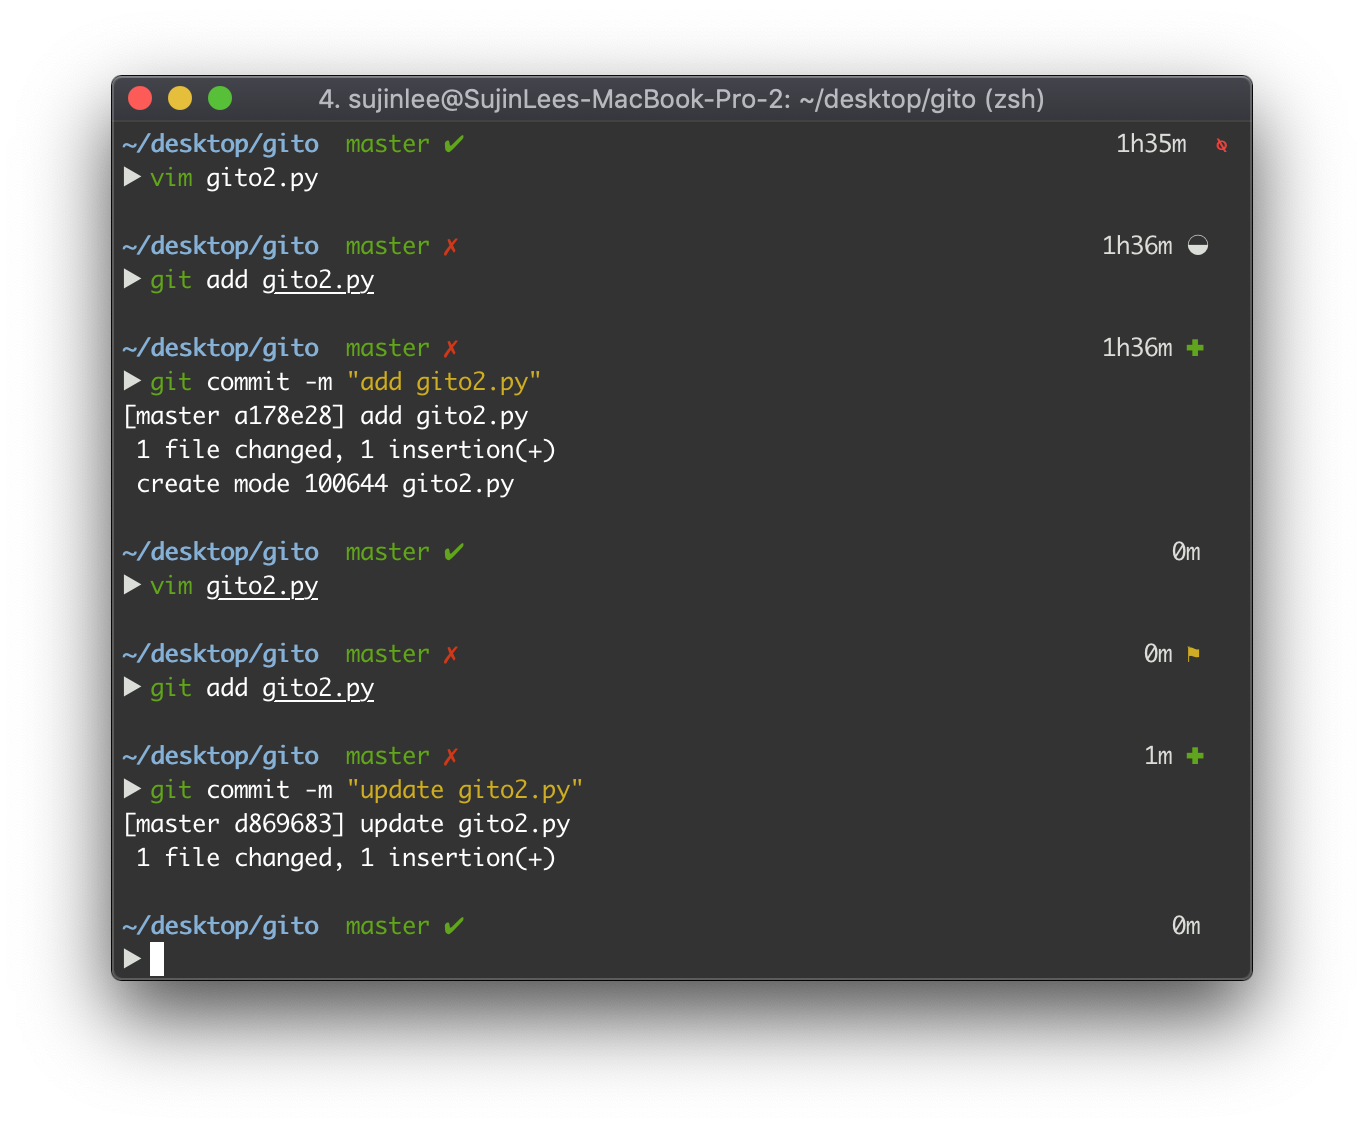 4. sujinlee@SujinLees-MacBook-Pro-2: ~/desktop/gito (zsh)
~/desktop/gito master ✔ 1h35m
▶ vim gito2.py
~/desktop/gito master ✗ 1h36m ◒
▶ git add gito2.py
~/desktop/gito master ✗ 1h36m ✚
▶ git commit -m "add gito2.py"
[master a178e28] add gito2.py
1 file changed, 1 insertion(+)
create mode 100644 gito2.py
~/desktop/gito master ✔ 0m
▶ vim gito2.py
~/desktop/gito master ✗ 0m ⚑
▶ git add gito2.py
~/desktop/gito master ✗ 1m ✚
▶ git commit -m "update gito2.py"
[master d869683] update gito2.py
1 file changed, 1 insertion(+)
~/desktop/gito master ✔ 0m
▶